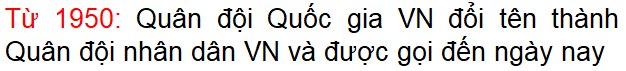 Từ 1950: Quân đội Quốc gia VN đổi tên thành
Quân đội nhân dân VN và được gọi đến ngày nay